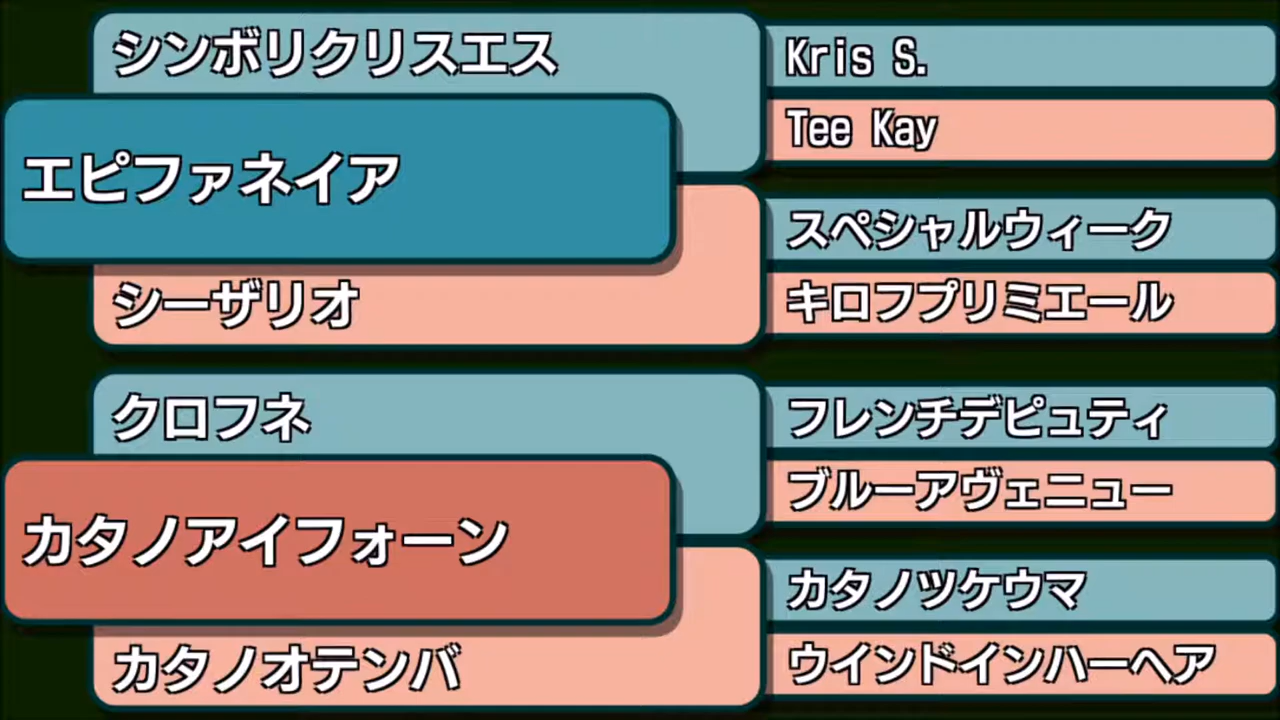 シンボリクリスエス
Kris S.
Tee Kay
エピファネイア
スペシャルウィーク
シーザリオ
キロフプリミエール
クロフネ
フレンチデピュティ
ブルーアヴェニュー
カタノアイフォーン
カタノツケウマ
カタノオテンバ
ウインドインハーヘア